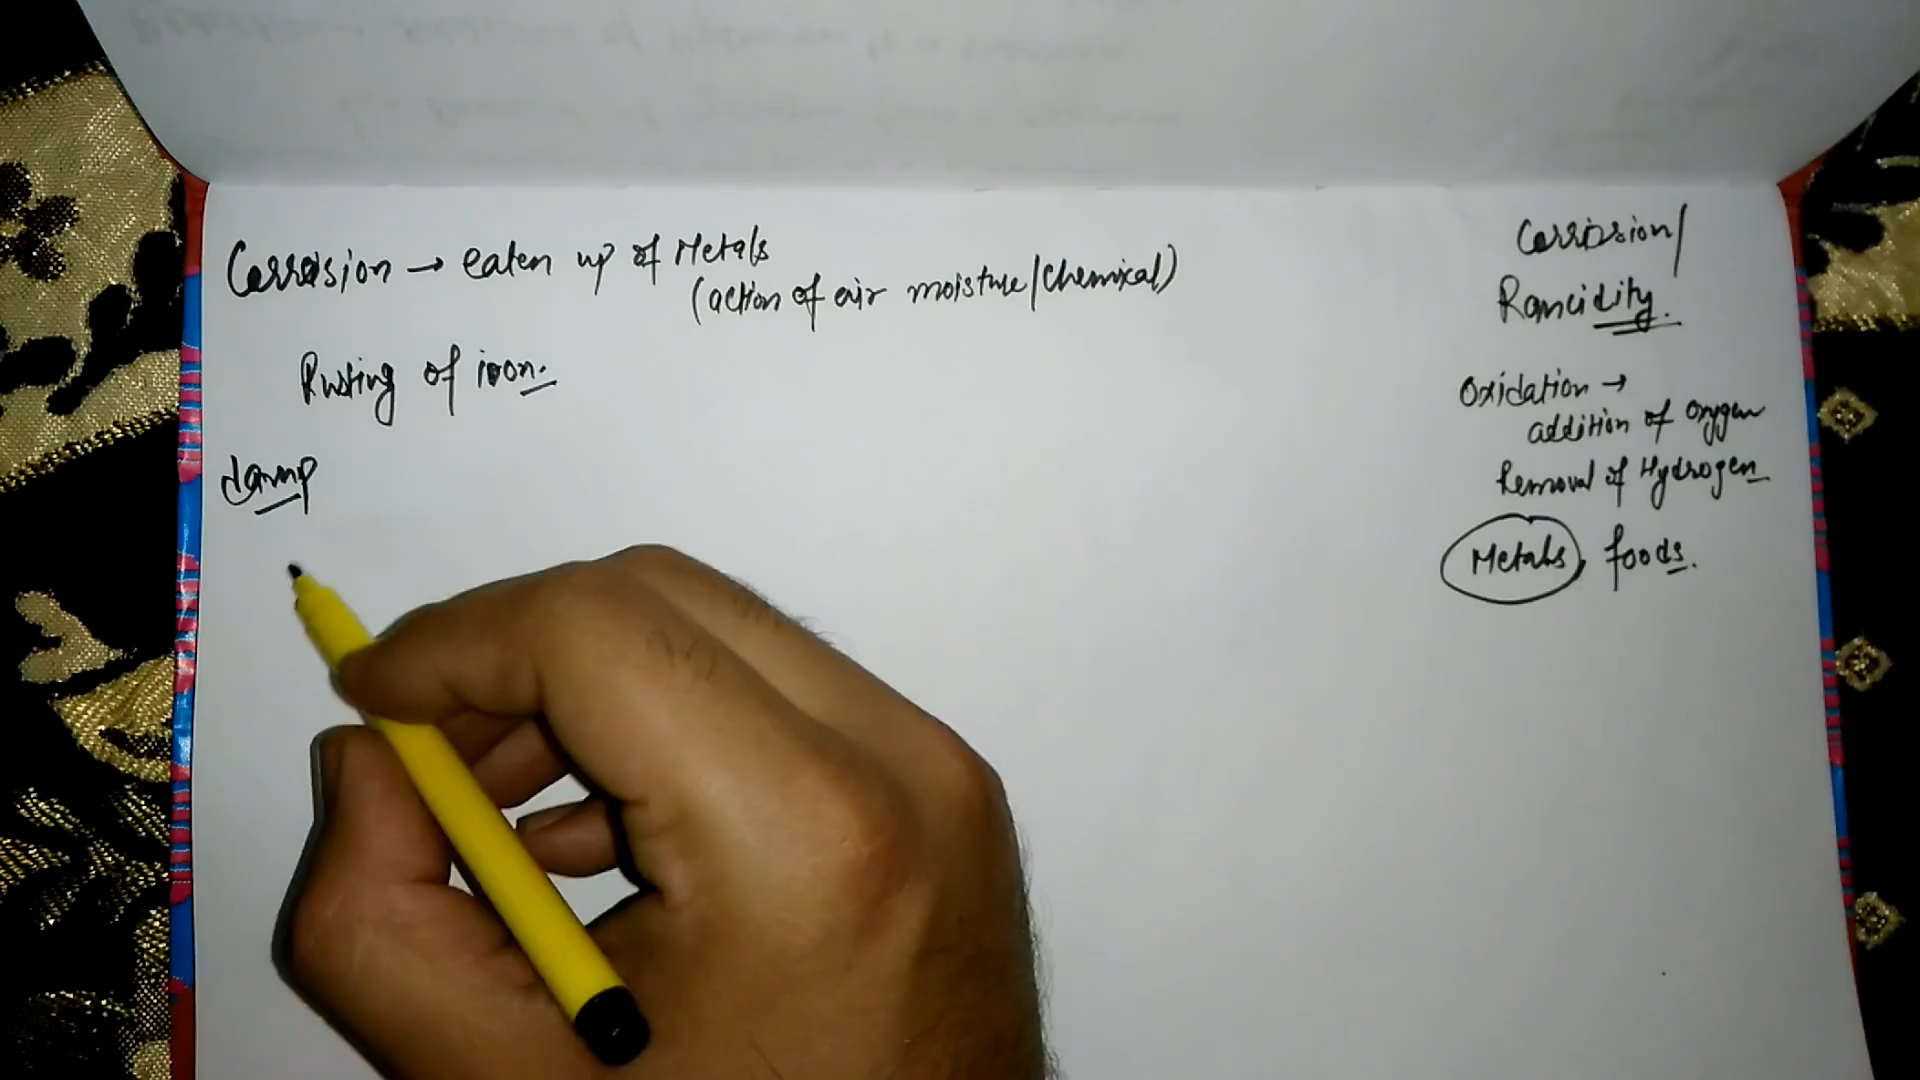 Corrosion → eaten up of Metals
(action of air moisture/chemical)
Rusting of iron.
damp
Corrosion/
Rancidity.
Oxidation →
addition of oxygen
Removal of Hydrogen
Metals, foods.